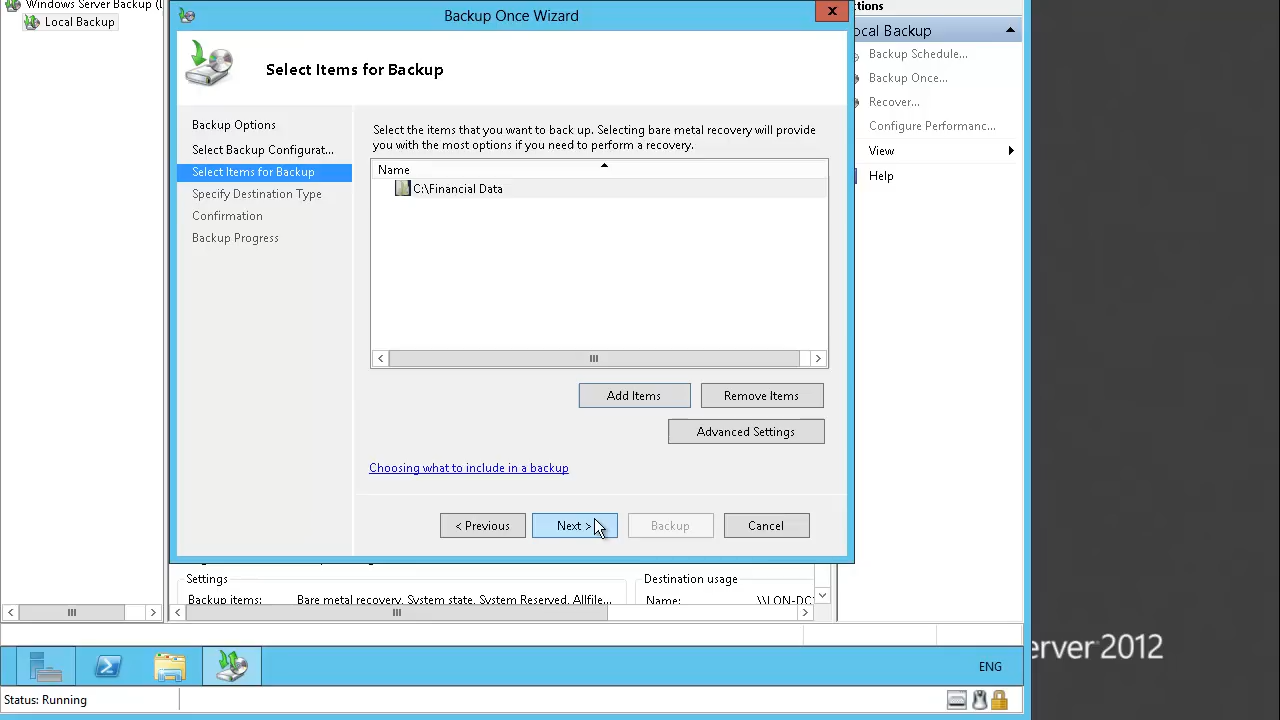 Windows Server Backup (L
Local Backup
Backup Once Wizard
x
Select Items for Backup
Backup Options
Select Backup Configurat...
Select Items for Backup
Specify Destination Type
Confirmation
Backup Progress
Select the items that you want to back up. Selecting bare metal recovery will provide
you with the most options if you need to perform a recovery.
Name
C:\Financial Data
Add Items
Remove Items
Advanced Settings
Choosing what to include in a backup
< Previous
Next >
Backup
Cancel
ctions
ocal Backup
Backup Schedule...
Backup Once...
Recover...
Configure Performanc...
View
Help
Settings
Backup items:
Bare metal recovery, System state, System Reserved, Allfile...
Destination usage
Name:
\\LON-DC
erver 2012
ENG
Status: Running